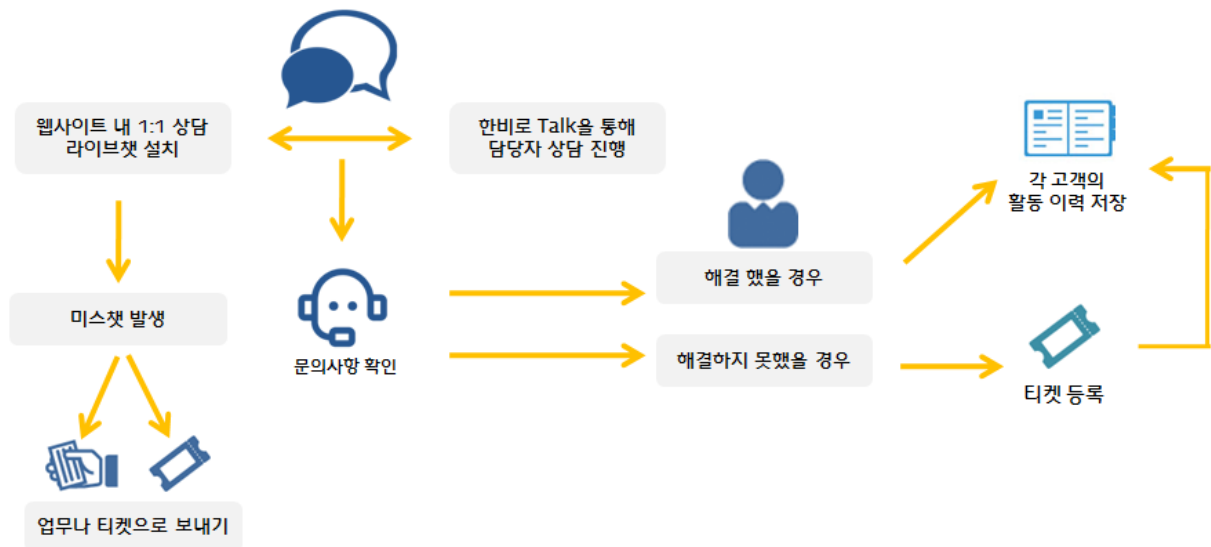 웹사이트 내 1:1 상담
라이브챗 설치
한비로 Talk을 통해
담당자 상담 진행
각 고객의
활동 이력 저장
해결 했을 경우
미스챗 발생
문의사항 확인
해결하지 못했을 경우
티켓 등록
업무나 티켓으로 보내기